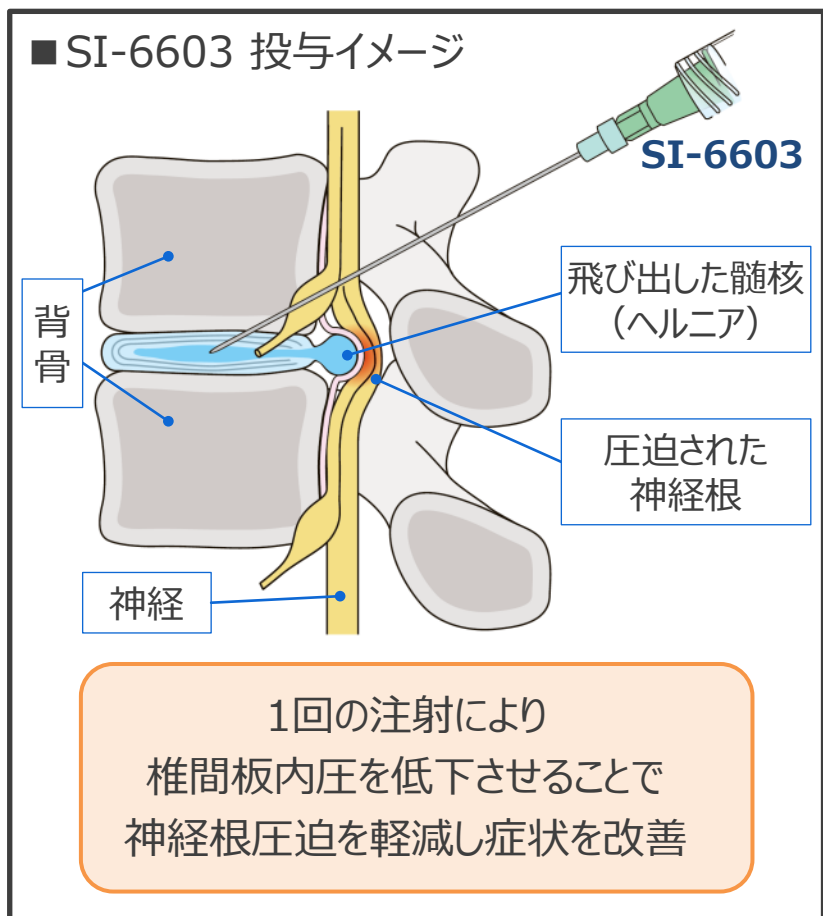 ■SI-6603 投与イメージ
SI-6603
飛び出した髄核
（ヘルニア）
背
骨
圧迫された
神経根
神経
1回の注射により
椎間板内圧を低下させることで
神経根圧迫を軽減し症状を改善